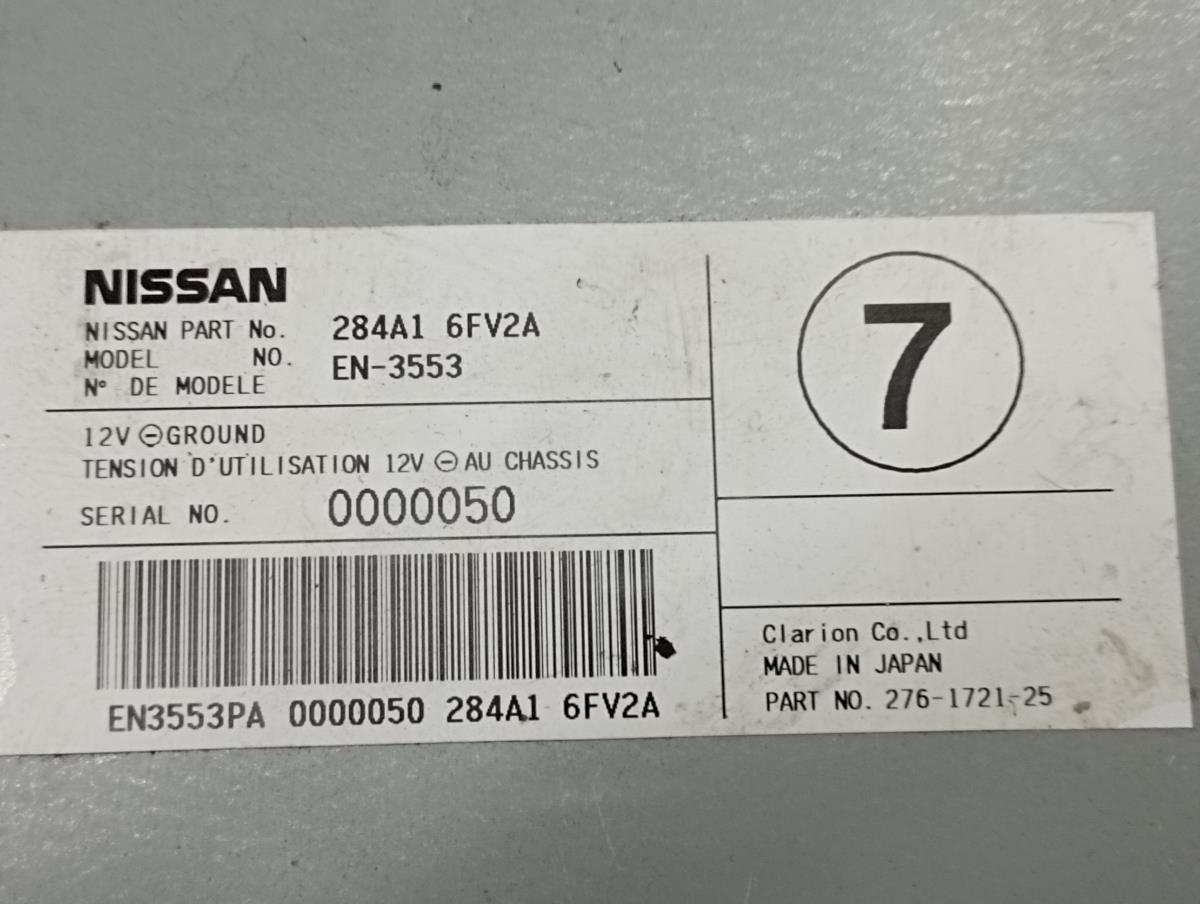 NISSAN
NISSAN PART No. 284A1 6FV2A
MODEL NO. EN-3553
N° DE MODELE
12V ⊖ GROUND
TENSION D'UTILISATION 12V ⊖ AU CHASSIS
SERIAL NO. 0000050
EN3553PA 0000050 284A1 6FV2A
7
Clarion Co.,Ltd
MADE IN JAPAN
PART NO. 276-1721-25